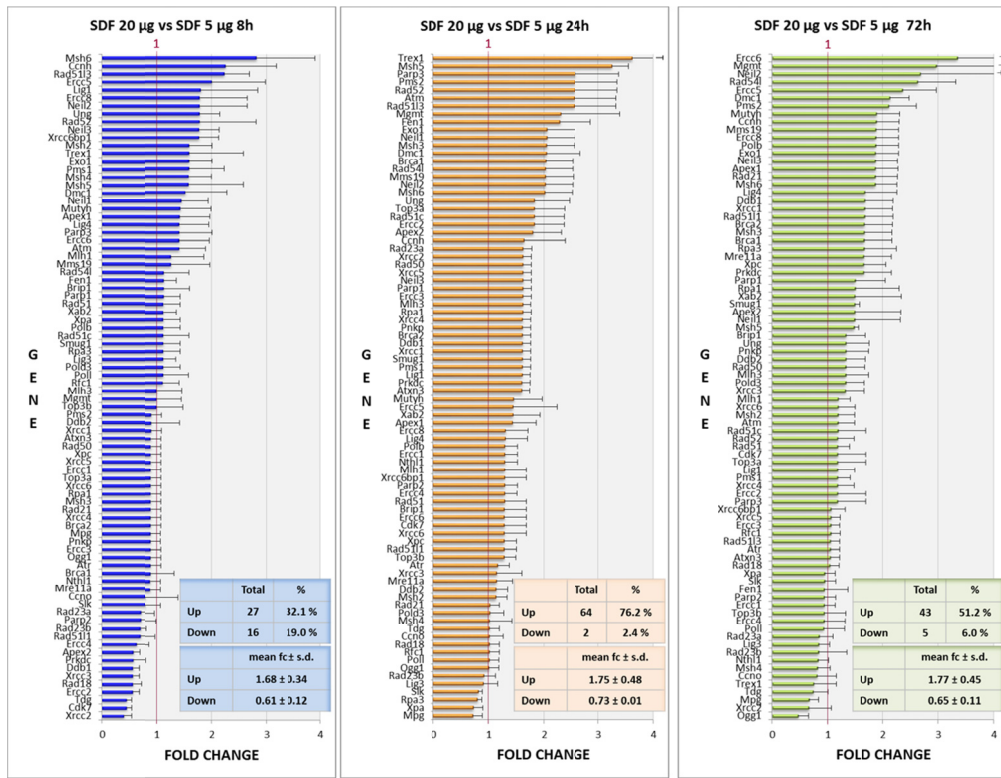 SDF 20 µg vs SDF 5 µg 8h
1
Msh6
Ccnh
Rad51l3
Ercc5
Lig1
Ercc8
Neil2
Ung
Rad52
Neil3
Xrcc6bp1
Msh2
Trex1
Exo1
Pms1
Msh4
Msh5
Dmc1
Neil1
Mutyh
Apex1
Lig4
Parp3
Ercc6
Atm
Mlh1
Mms19
Rad54l
Fen1
Brip1
Parp1
Rad51
Xab2
Xpa
Polb
Rad51c
Smug1
Rpa3
Lig3
Pold3
Poll
Rfc1
Mlh3
Mgmt
Top3b
Pms2
Ddb2
Xrcc1
Atxn3
Rad50
Xpc
Xrcc5
Ercc1
Top3a
Xrcc6
Rpa1
Msh3
Rad21
Xrcc4
Brca2
Mpg
Pnkp
Ercc3
Ogg1
Atr
Brca1
Nthl1
Mre11a
Ccno
Slk
Rad23a
Parp2
Rad23b
Rad51l1
Ercc4
Apex2
Prkdc
Ddb1
Xrcc3
Rad18
Ercc2
Tdg
Cdk7
Xrcc2
G
E
N
E
Total %
Up 27 32.1 %
Down 16 19.0 %
mean fc ± s.d.
Up 1.68 ± 0.34
Down 0.61 ± 0.12
0 1 2 3 4
FOLD CHANGE
SDF 20 µg vs SDF 5 µg 24h
1
Trex1
Msh5
Parp3
Pms2
Rad52
Atm
Rad51l3
Mgmt
Fen1
Exo1
Neil1
Msh3
Dmc1
Brca1
Rad54l
Mms19
Neil2
Msh6
Ung
Top3a
Rad51c
Ercc2
Apex2
Ccnh
Rad23a
Xrcc2
Rad50
Xrcc5
Neil3
Parp1
Ercc3
Mlh3
Rpa1
Xrcc4
Pnkp
Brca2
Ddb1
Xrcc1
Smug1
Pms1
Lig1
Prkdc
Atxn3
Mutyh
Ercc5
Xab2
Apex1
Ercc8
Lig4
Polb
Ercc1
Nthl1
Mlh1
Xrcc6bp1
Parp2
Ercc4
Rad51
Brip1
Ercc6
Cdk7
Xrcc6
Xpc
Rad51l1
Top3b
Atr
Xrcc3
Mre11a
Ddb2
Msh2
Rad21
Pold3
Msh4
Tdg
Rad18
Rfc1
Poll
Ogg1
Rad23b
Lig3
Slk
Rpa3
Xpa
Mpg
G
E
N
E
Total %
Up 64 76.2 %
Down 2 2.4 %
mean fc ± s.d.
Up 1.75 ± 0.48
Down 0.73 ± 0.01
0 1 2 3 4
FOLD CHANGE
SDF 20 µg vs SDF 5 µg 72h
1
Ercc6
Mgmt
Neil2
Rad54l
Ercc5
Dmc1
Pms2
Mutyh
Ccnh
Mms19
Ercc8
Polb
Exo1
Neil3
Apex1
Rad21
Msh6
Lig4
Ddb1
Xrcc1
Rad51l1
Brca2
Msh3
Brca1
Rpa3
Mre11a
Xpc
Prkdc
Parp1
Rpa1
Xab2
Smug1
Apex2
Neil1
Msh5
Brip1
Ung
Pnkp
Ddb2
Rad50
Mlh3
Pold3
Xrcc3
Mlh1
Xrcc6
Msh2
Atm
Rad51c
Rad52
Rad51
Cdk7
Top3a
Lig1
Pms1
Xrcc4
Ercc2
Parp3
Xrcc6bp1
Xrcc5
Ercc3
Rfc1
Rad51l3
Atr
Atxn3
Rad18
Xpa
Slk
Fen1
Parp2
Ercc1
Top3b
Ercc4
Poll
Rad23a
Lig3
Rad23b
Nthl1
Msh4
Ccno
Trex1
Tdg
Mpg
Xrcc2
Ogg1
G
E
N
E
Total %
Up 43 51.2 %
Down 5 6.0 %
mean fc ± s.d.
Up 1.77 ± 0.45
Down 0.65 ± 0.11
0 1 2 3 4
FOLD CHANGE